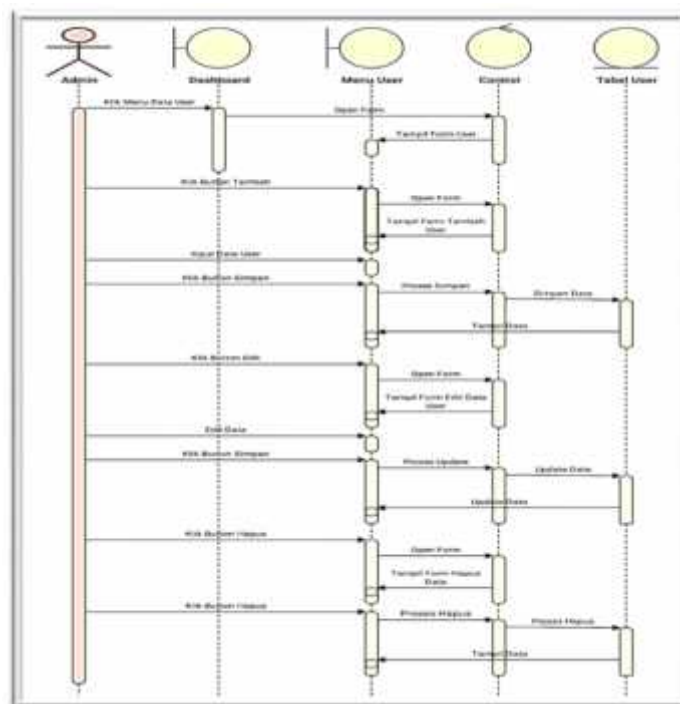 Admin
Dashboard
Menu User
Control
Tabel User
Klik Menu Data User
Open Form
Tampil Form User
Klik Button Tambah
Open Form
Tampil Form Tambah
User
Input Data User
Klik Button Simpan
Proses Simpan
Simpan Data
Tampil Data
Klik Button Edit
Open Form
Tampil Form Edit Data
User
Edit Data
Klik Button Simpan
Proses Update
Update Data
Update Data
Klik Button Hapus
Open Form
Tampil Form Hapus
Data
Klik Button Hapus
Proses Hapus
Proses Hapus
Tampil Data